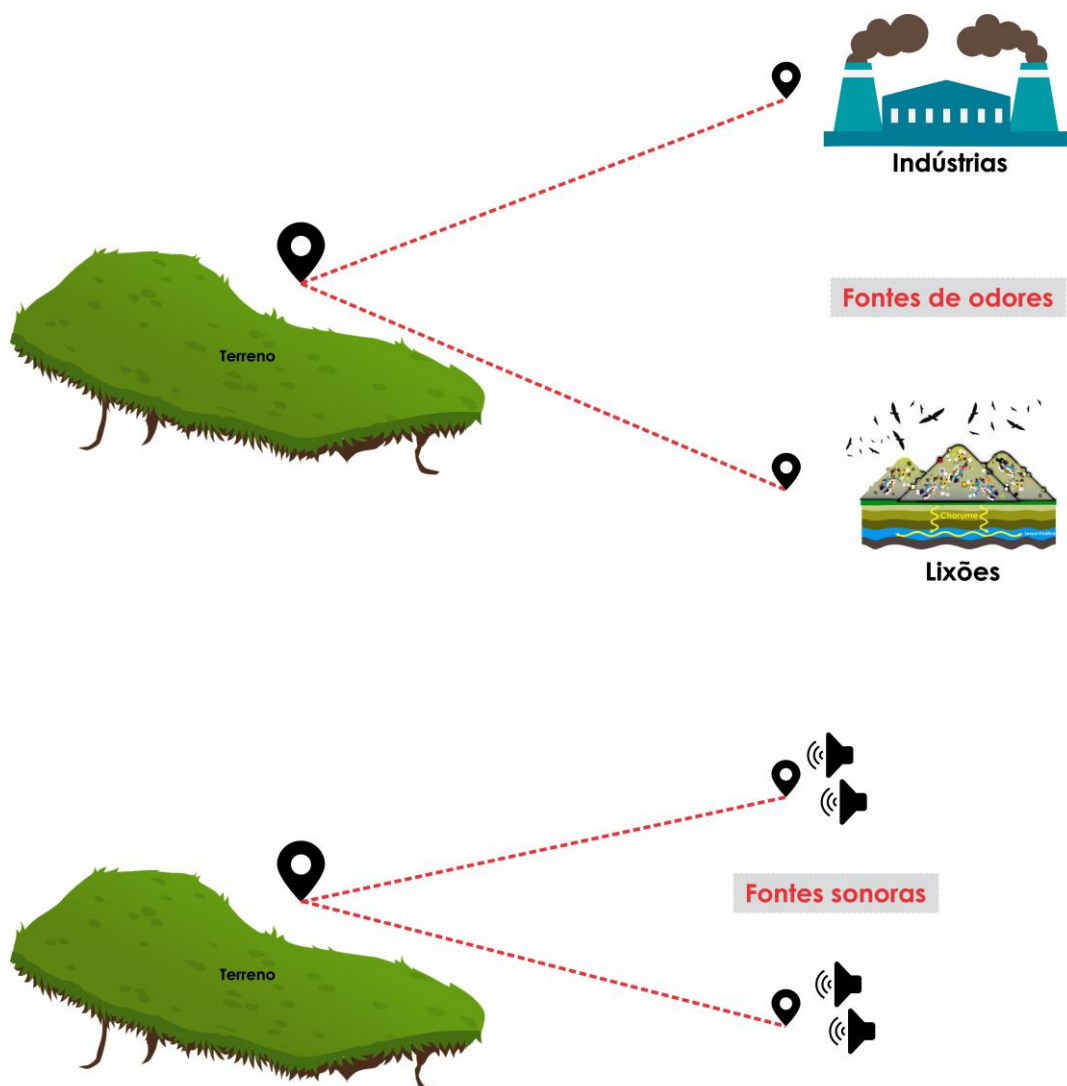 Indústrias
Fontes de odores
Terreno
Chorume
Lixões
Fontes sonoras
Terreno